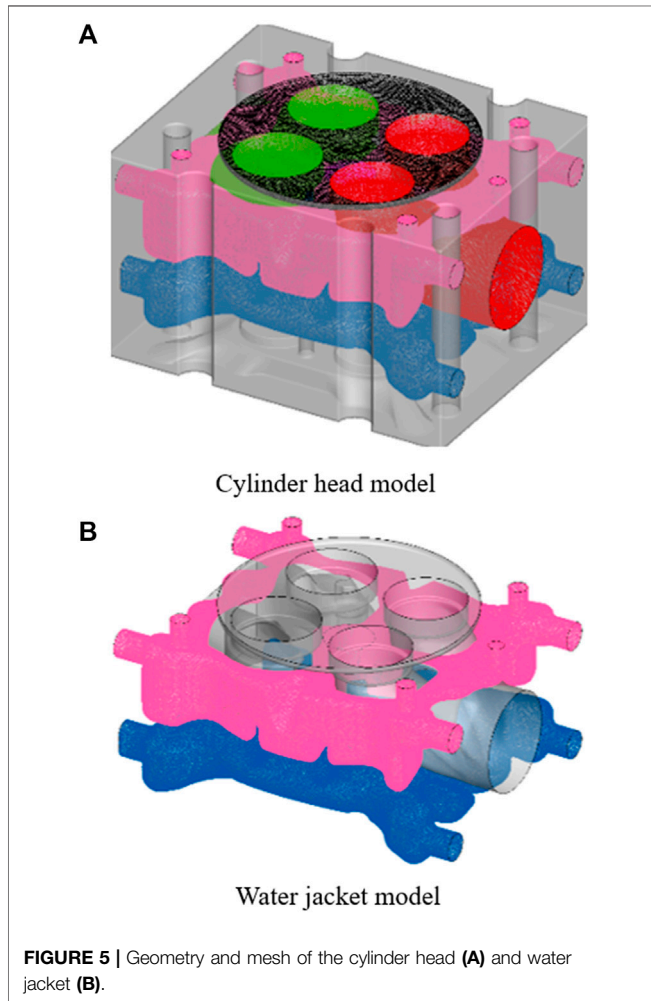 A
Cylinder head model
B
Water jacket model
FIGURE 5 | Geometry and mesh of the cylinder head (A) and water
jacket (B).